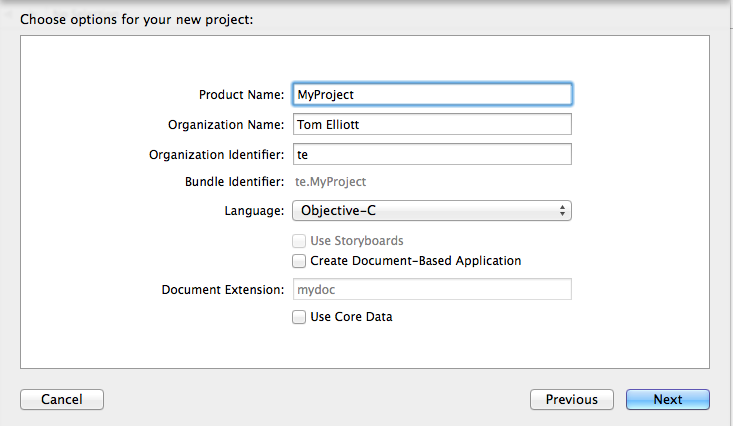 Choose options for your new project:
Product Name: MyProject
Organization Name: Tom Elliott
Organization Identifier: te
Bundle Identifier: te.MyProject
Language: Objective-C
Use Storyboards
Create Document-Based Application
Document Extension: mydoc
Use Core Data
Cancel Previous Next